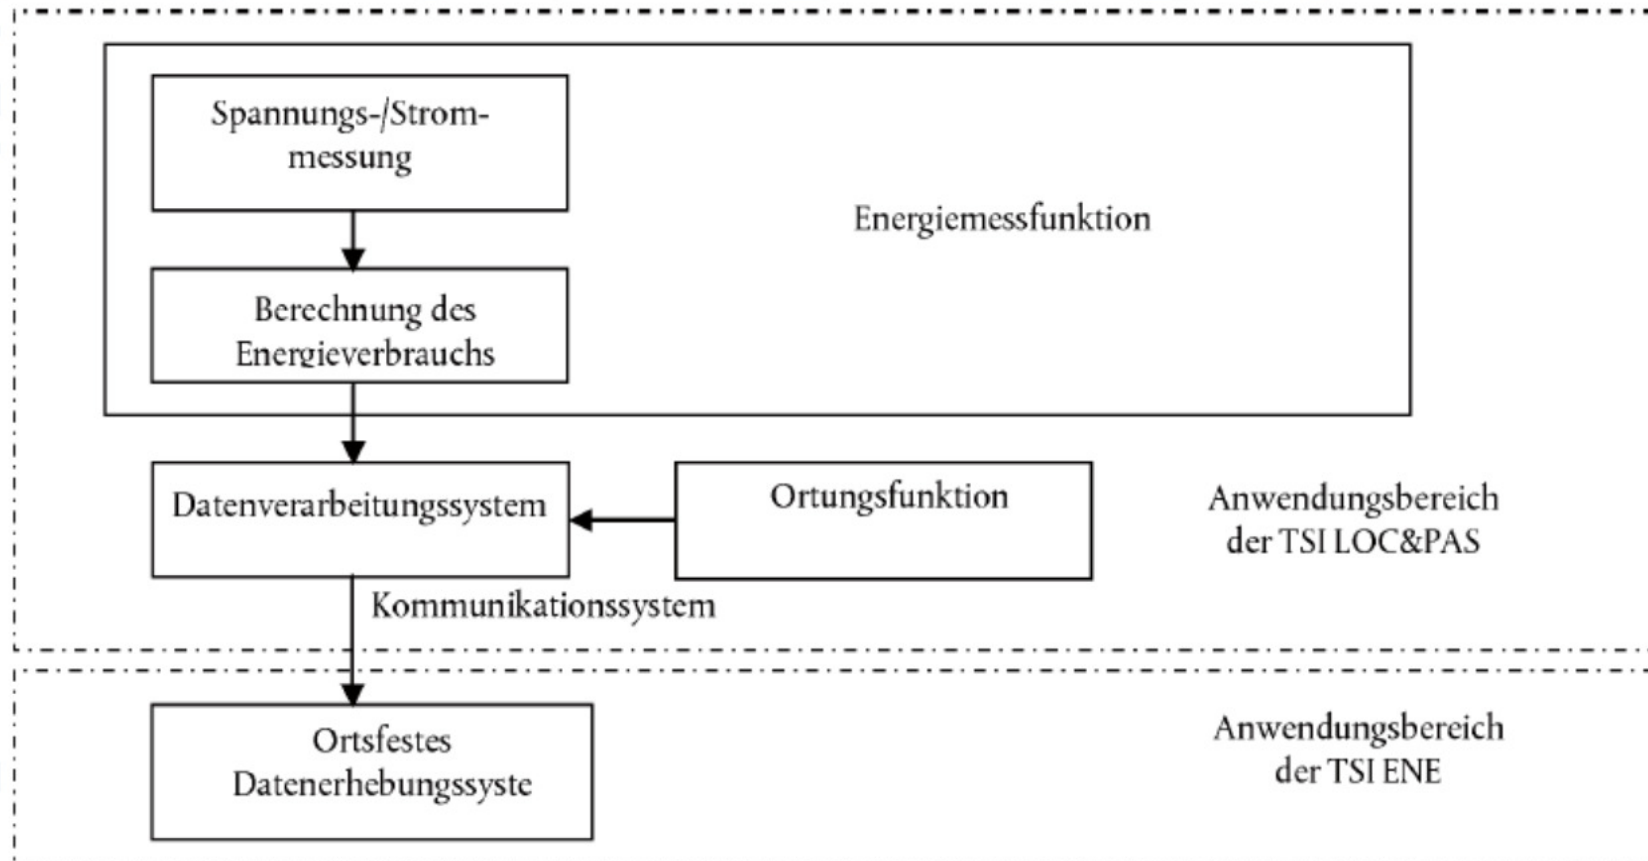 Spannungs-/Strom-
messung
Energiemessfunktion
Berechnung des
Energieverbrauchs
Datenverarbeitungssystem
Ortungsfunktion
Anwendungsbereich
der TSI LOC&PAS
Kommunikationssystem
Ortsfestes
Datenerhebungssyste
Anwendungsbereich
der TSI ENE